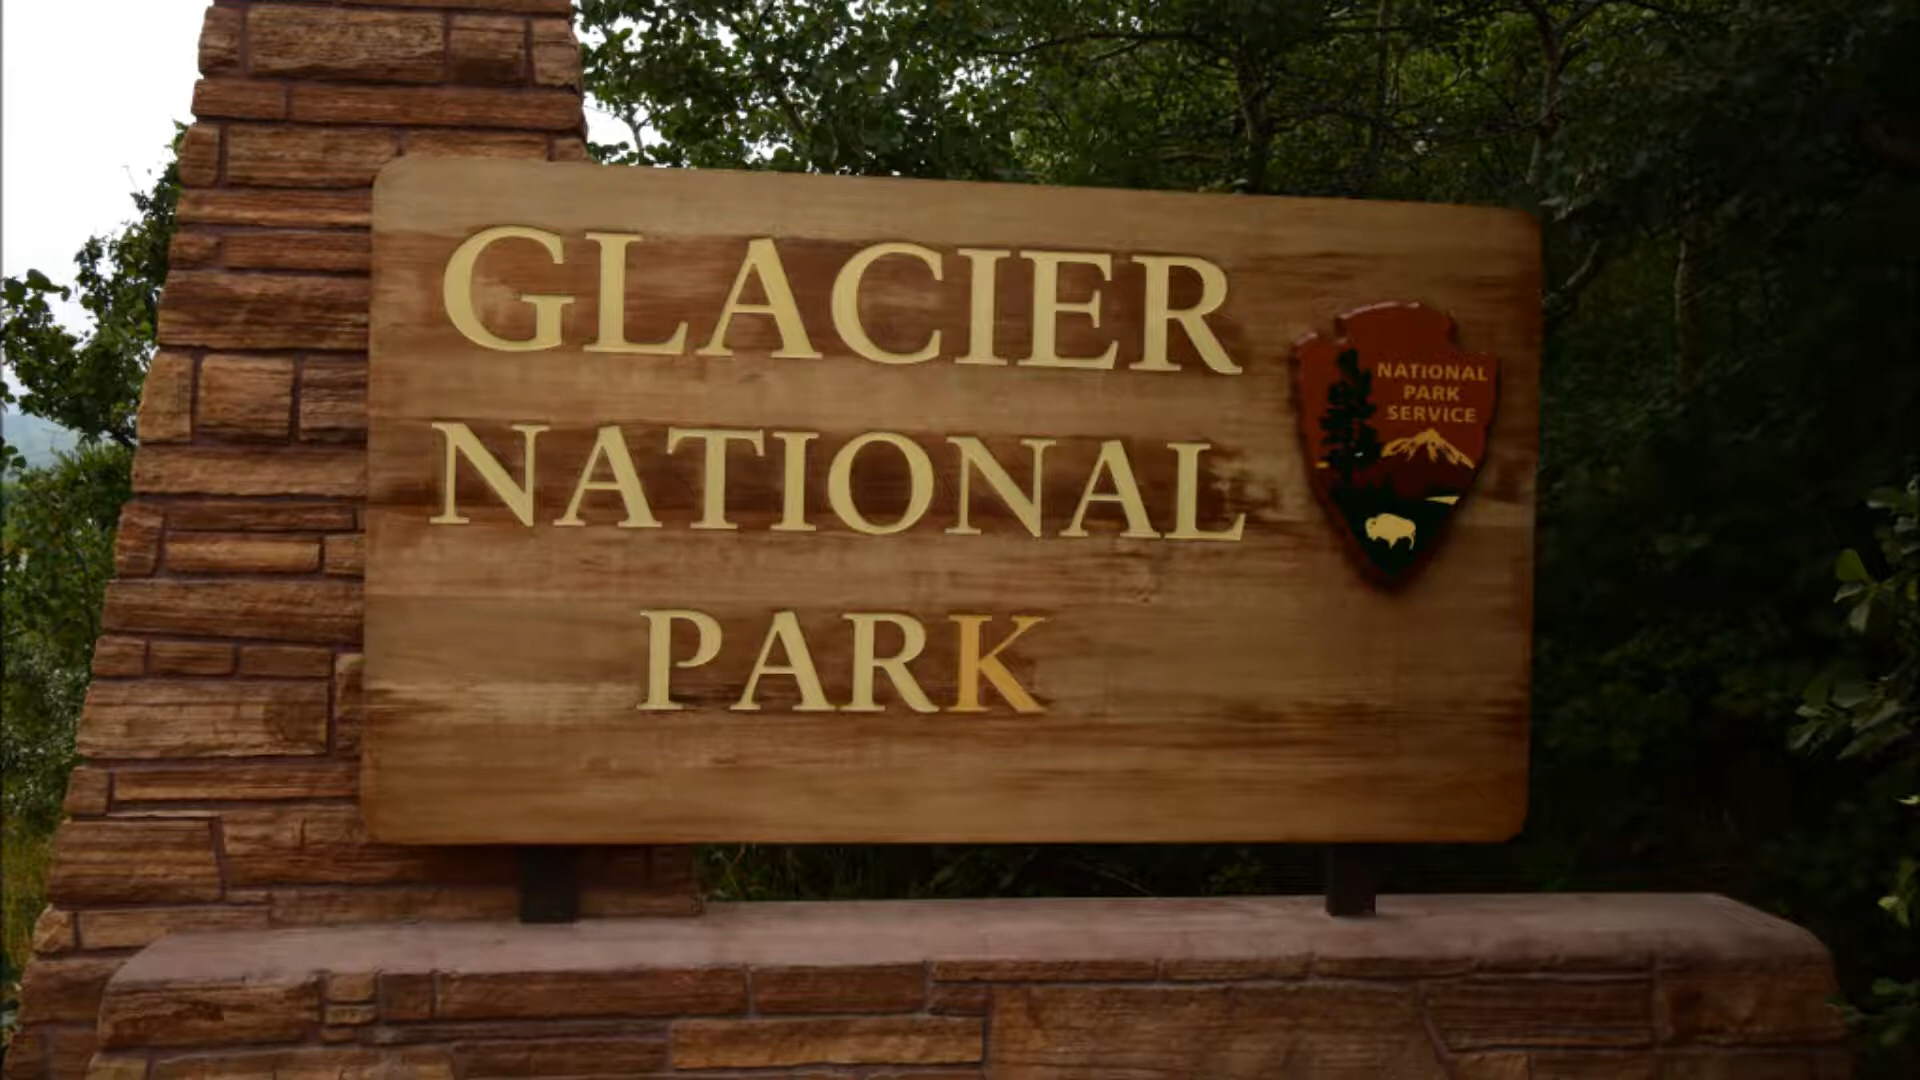 GLACIER
NATIONAL
PARK
NATIONAL
PARK
SERVICE